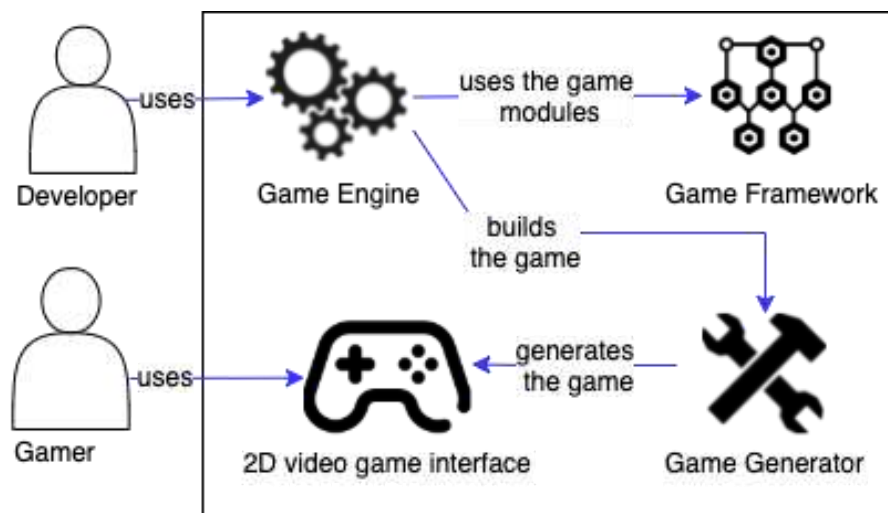 uses
uses the game
modules
Developer
Game Engine
Game Framework
builds
the game
uses
generates
the game
Gamer
2D video game interface
Game Generator